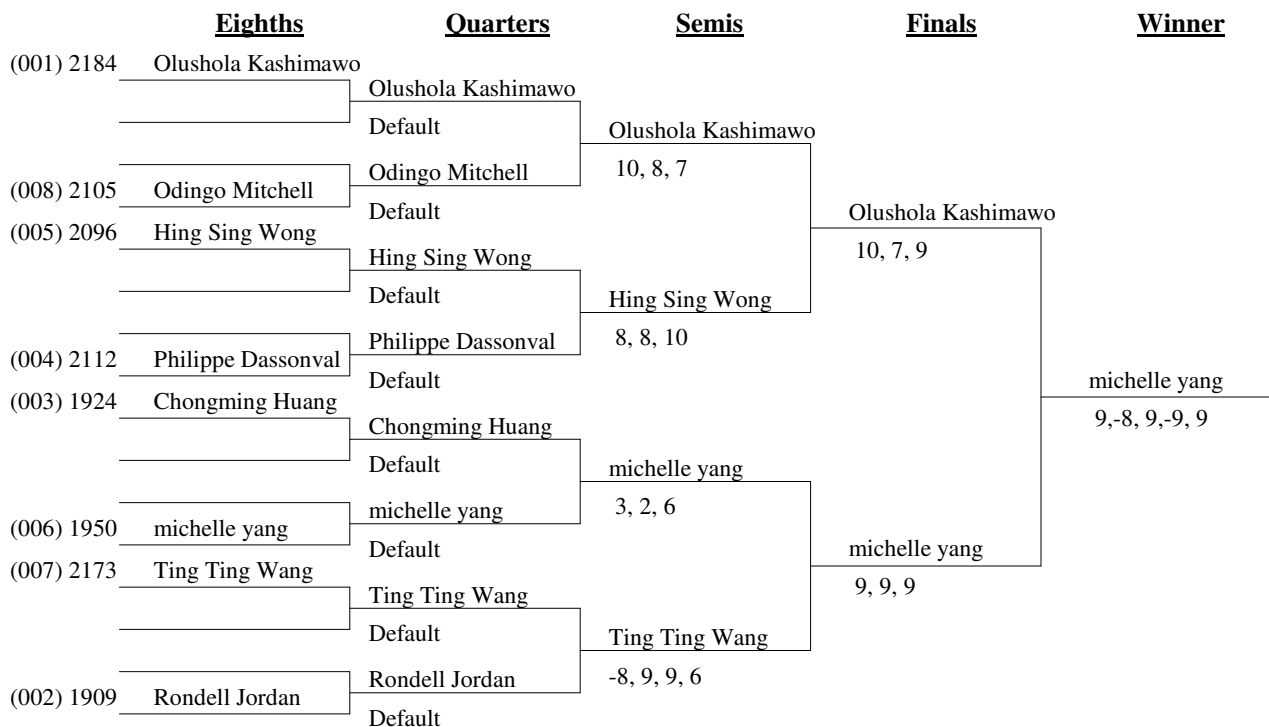 Eighths Quarters Semis Finals Winner
(001) 2184 Olushola Kashimawo
Olushola Kashimawo
Default
Olushola Kashimawo
10, 8, 7
Odingo Mitchell
(008) 2105 Odingo Mitchell
Default
Olushola Kashimawo
10, 7, 9
(005) 2096 Hing Sing Wong
Hing Sing Wong
Default
Hing Sing Wong
8, 8, 10
Philippe Dassonval
(004) 2112 Philippe Dassonval
Default
michelle yang
9,-8, 9,-9, 9
(003) 1924 Chongming Huang
Chongming Huang
Default
michelle yang
3, 2, 6
michelle yang
(006) 1950 michelle yang
Default
michelle yang
9, 9, 9
(007) 2173 Ting Ting Wang
Ting Ting Wang
Default
Ting Ting Wang
-8, 9, 9, 6
Rondell Jordan
(002) 1909 Rondell Jordan
Default